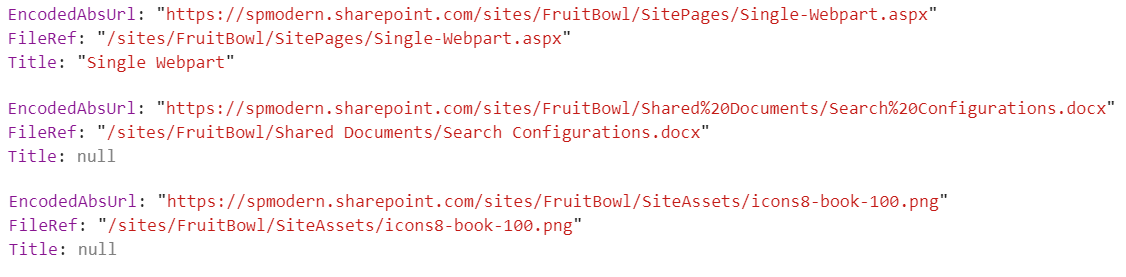 EncodedAbsUrl: "https://spmodern.sharepoint.com/sites/FruitBowl/SitePages/Single-Webpart.aspx"
FileRef: "/sites/FruitBowl/SitePages/Single-Webpart.aspx"
Title: "Single Webpart"
EncodedAbsUrl: "https://spmodern.sharepoint.com/sites/FruitBowl/Shared%20Documents/Search%20Configurations.docx"
FileRef: "/sites/FruitBowl/Shared Documents/Search Configurations.docx"
Title: null
EncodedAbsUrl: "https://spmodern.sharepoint.com/sites/FruitBowl/SiteAssets/icons8-book-100.png"
FileRef: "/sites/FruitBowl/SiteAssets/icons8-book-100.png"
Title: null